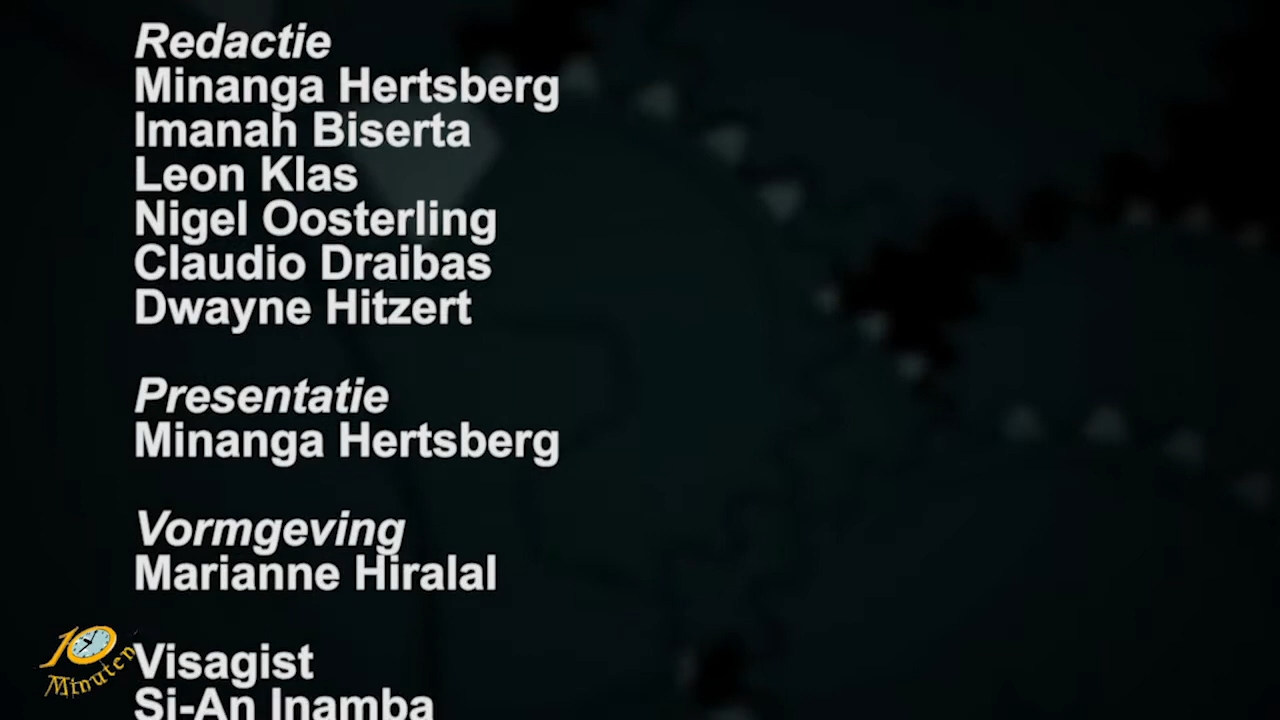 Redactie
Minanga Hertsberg
Imanah Biserta
Leon Klas
Nigel Oosterling
Claudio Draibas
Dwayne Hitzert
Presentatie
Minanga Hertsberg
Vormgeving
Marianne Hiralal
Visagist
Si-An Inamba
10
Minuten